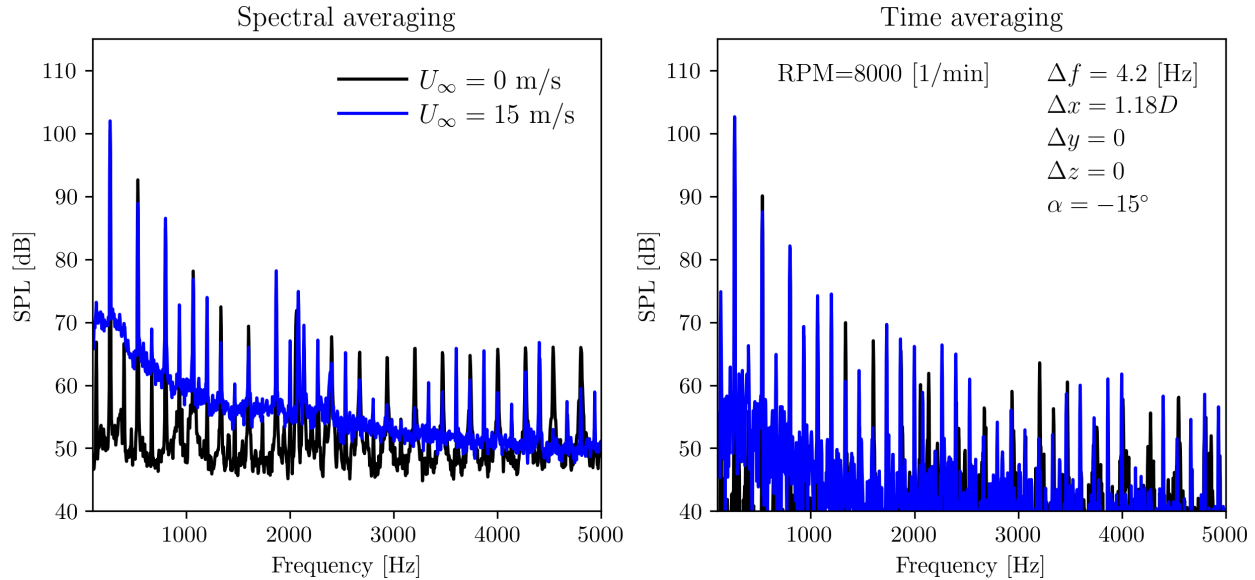 Spectral averaging
SPL [dB]
110
100
90
80
70
60
50
40
U∞ = 0 m/s
U∞ = 15 m/s
1000
2000
3000
4000
5000
Frequency [Hz]
Time averaging
SPL [dB]
110
100
90
80
70
60
50
40
RPM=8000 [1/min]
Δf = 4.2 [Hz]
Δx = 1.18D
Δy = 0
Δz = 0
α = −15°
1000
2000
3000
4000
5000
Frequency [Hz]